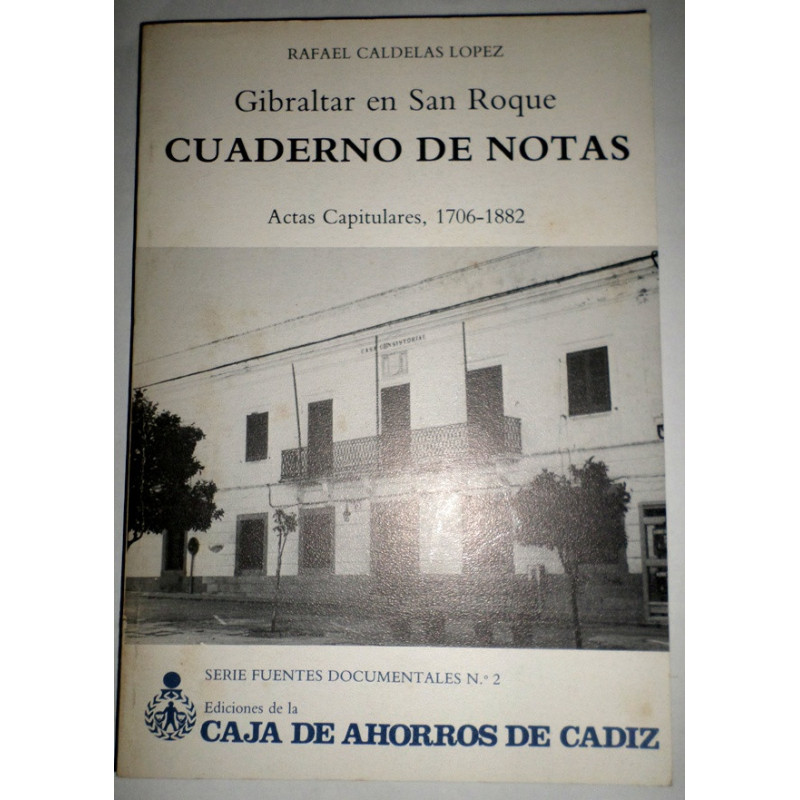 RAFAEL CALDELAS LOPEZ
Gibraltar en San Roque
CUADERNO DE NOTAS
Actas Capitulares, 1706-1882
CASA CONSISTORIAL
SERIE FUENTES DOCUMENTALES N.º 2
Ediciones de la
CAJA DE AHORROS DE CADIZ